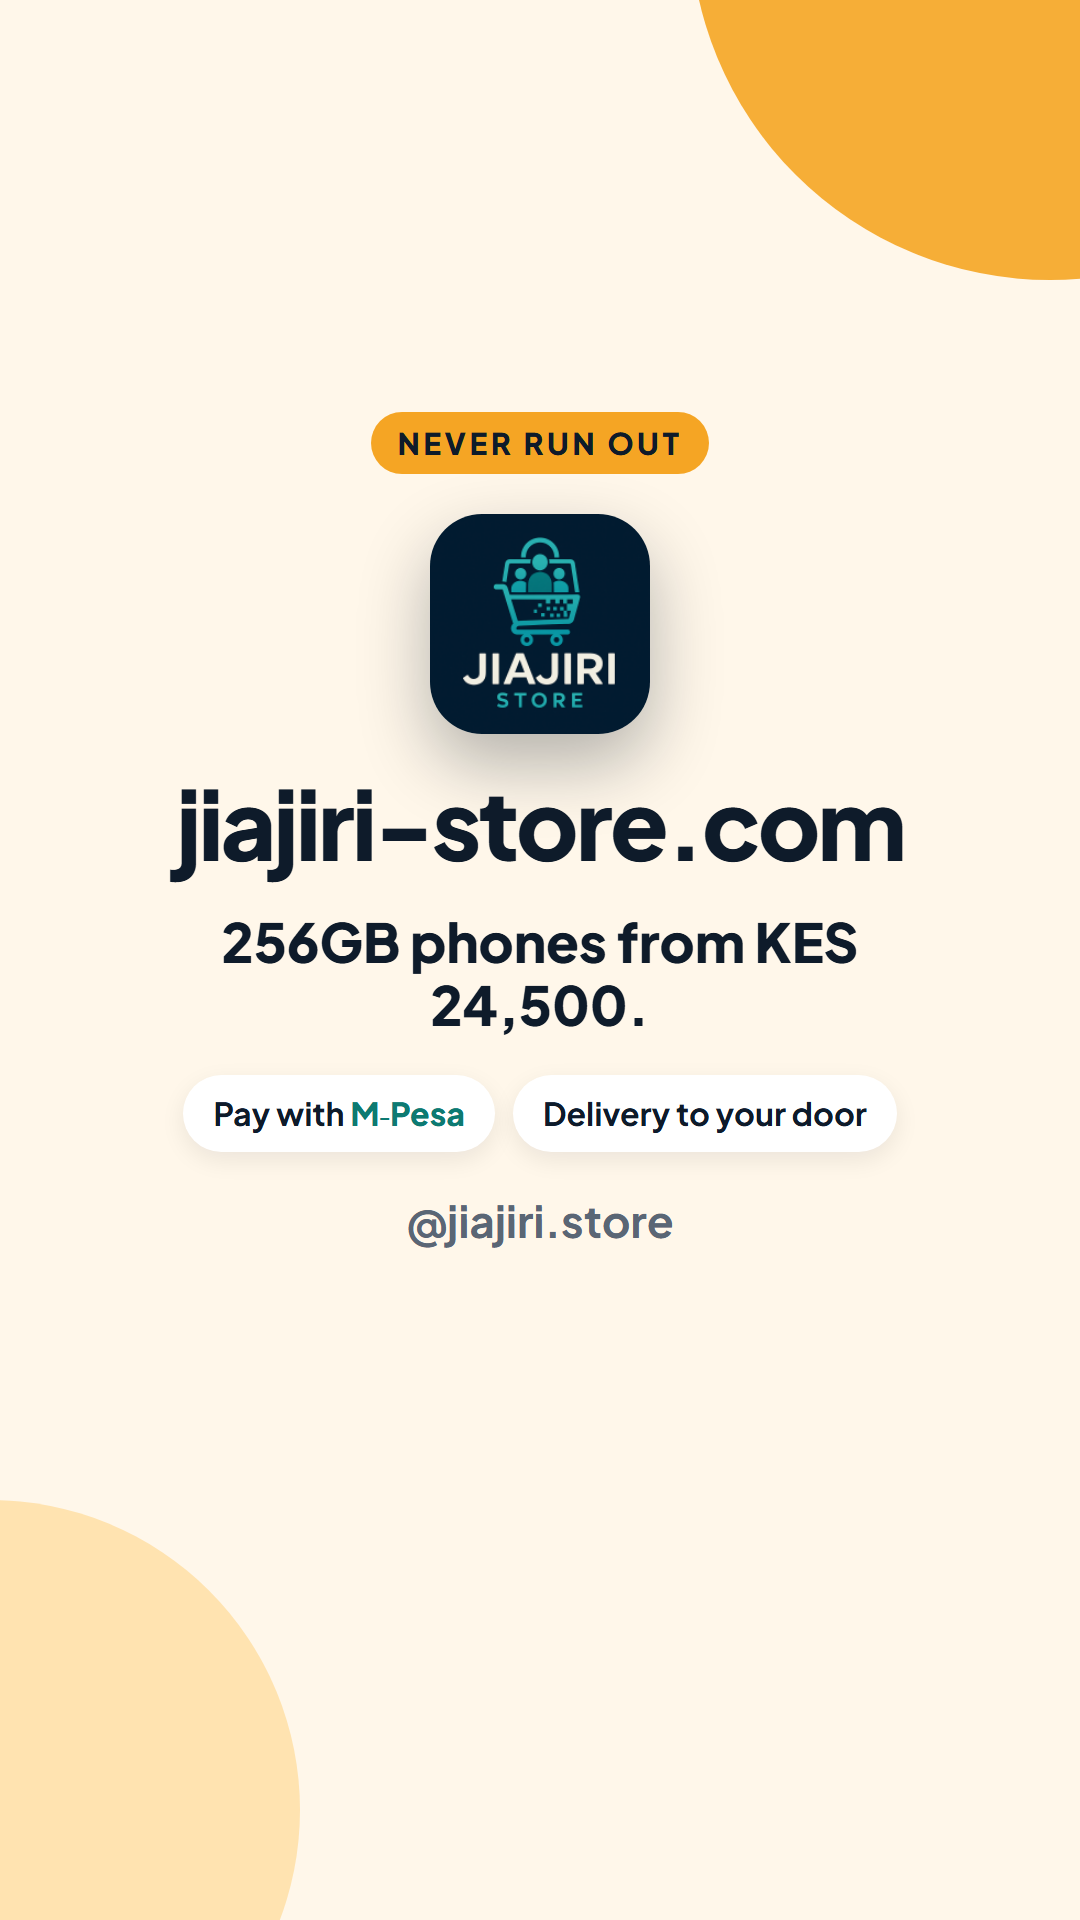 NEVER RUN OUT
JIAJIRI
STORE
jiajiri-store.com
256GB phones from KES
24,500.
Pay with M-Pesa
Delivery to your door
@jiajiri.store